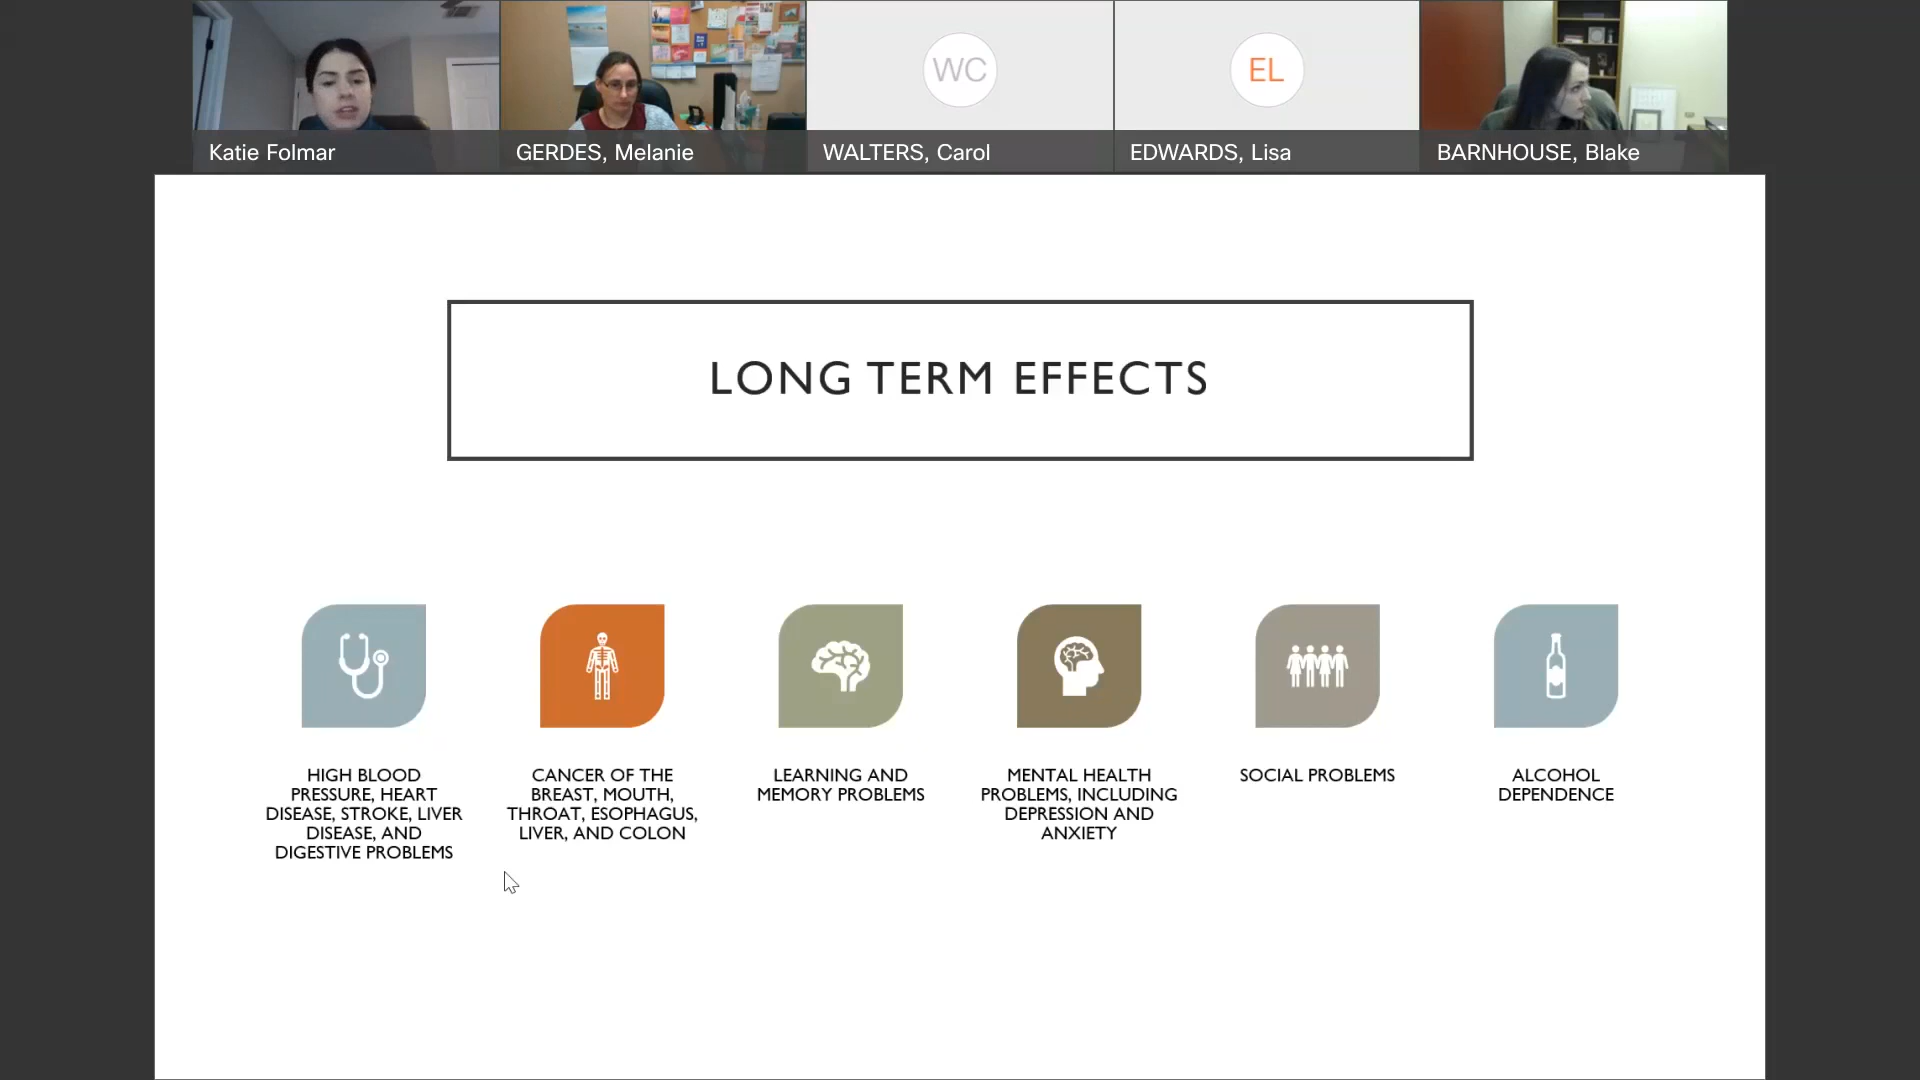 Katie Folmar
GERDES, Melanie
WC
WALTERS, Carol
EL
EDWARDS, Lisa
BARNHOUSE, Blake
LONG TERM EFFECTS
HIGH BLOOD
PRESSURE, HEART
DISEASE, STROKE, LIVER
DISEASE, AND
DIGESTIVE PROBLEMS
CANCER OF THE
BREAST, MOUTH,
THROAT, ESOPHAGUS,
LIVER, AND COLON
LEARNING AND
MEMORY PROBLEMS
MENTAL HEALTH
PROBLEMS, INCLUDING
DEPRESSION AND
ANXIETY
SOCIAL PROBLEMS
ALCOHOL
DEPENDENCE